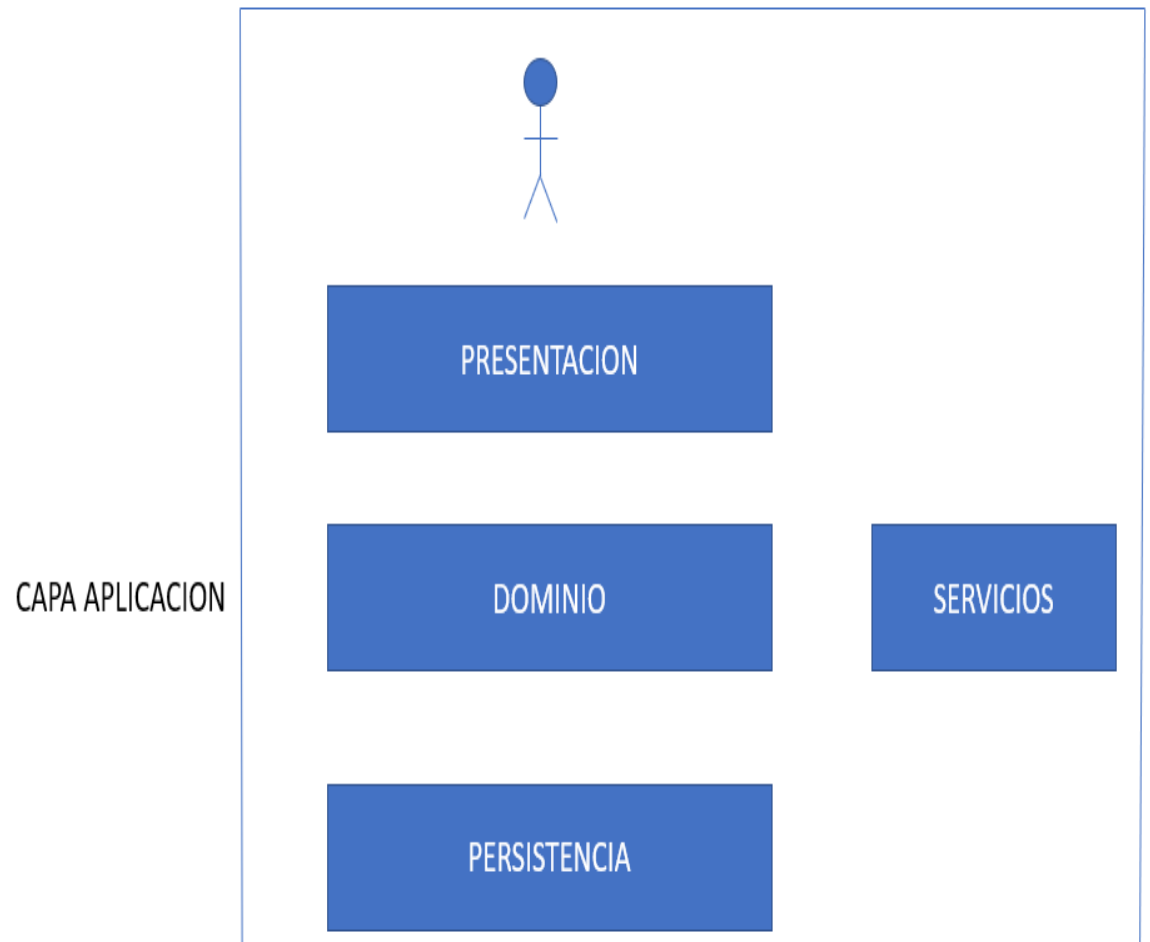 PRESENTACION
CAPA APLICACION
DOMINIO
SERVICIOS
PERSISTENCIA